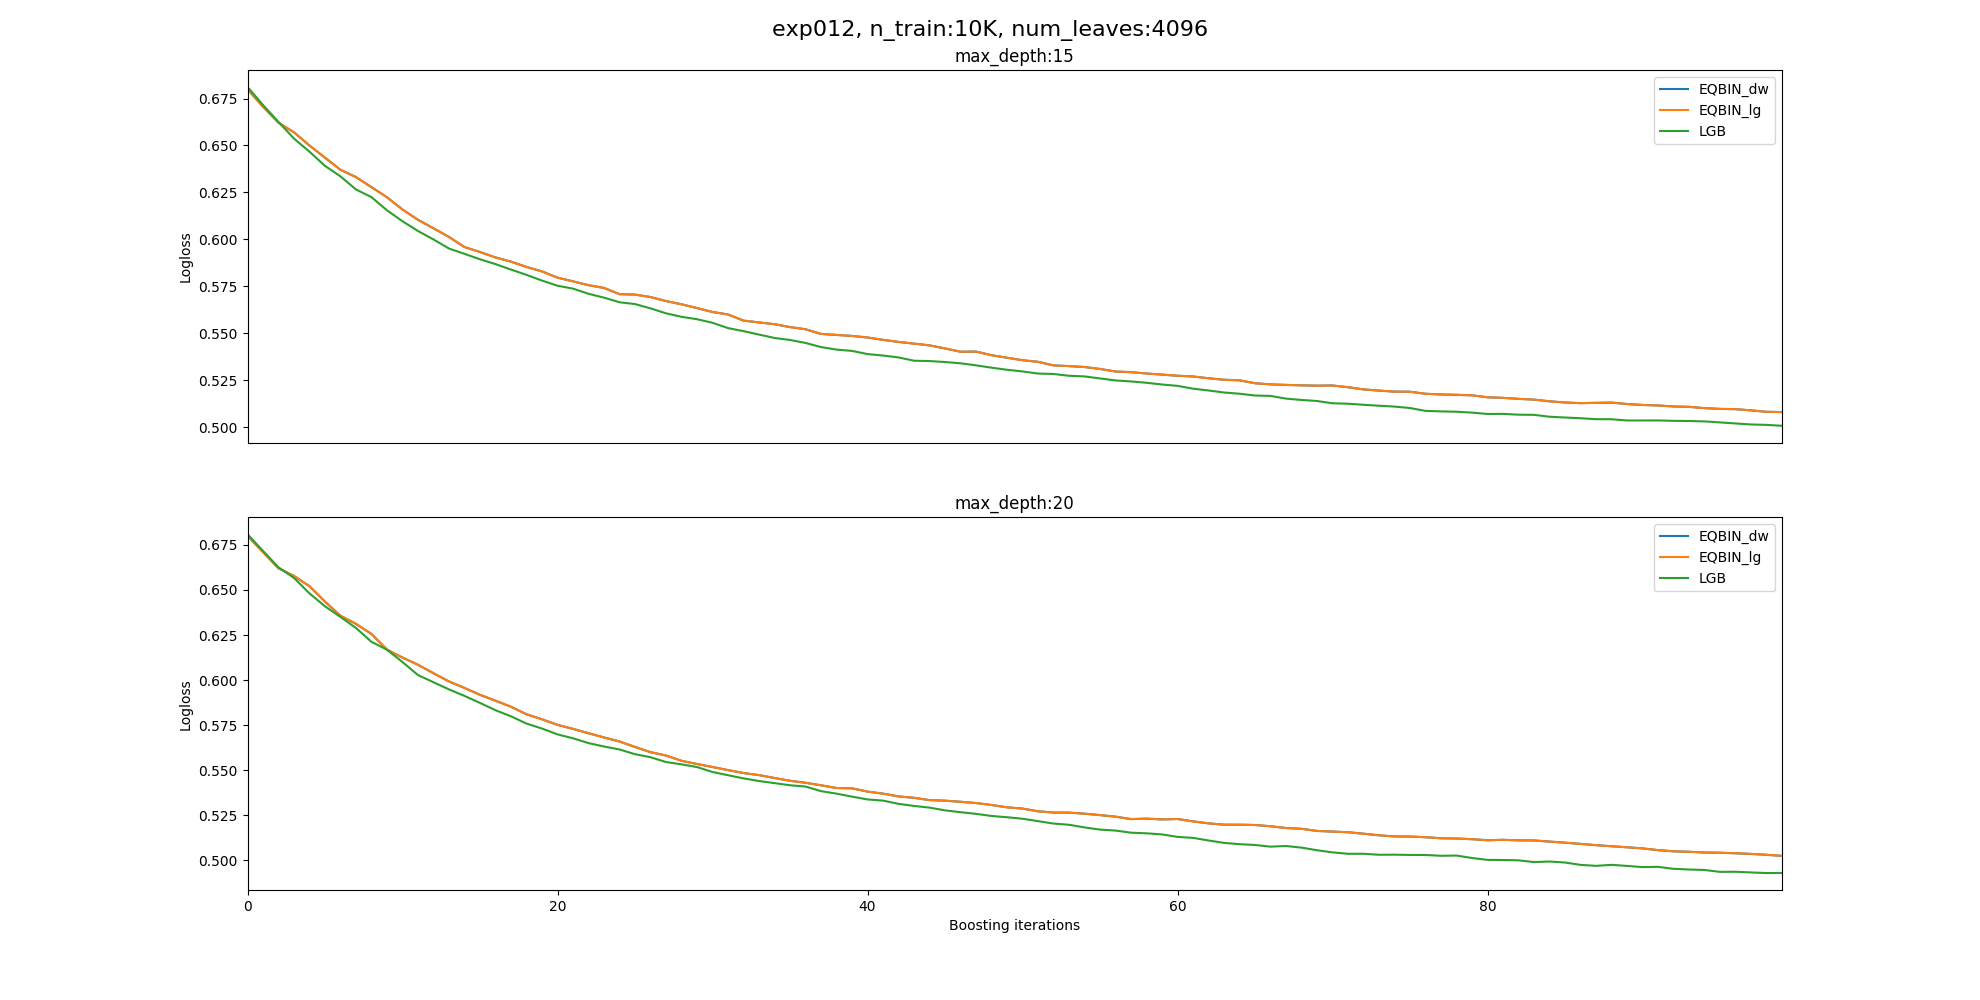 exp012, n_train:10K, num_leaves:4096
max_depth:15
0.675
0.650
0.625
0.600
0.575
0.550
0.525
0.500
Logloss
EQBIN_dw
EQBIN_lg
LGB
max_depth:20
0.675
0.650
0.625
0.600
0.575
0.550
0.525
0.500
Logloss
EQBIN_dw
EQBIN_lg
LGB
0 20 40 60 80
Boosting iterations